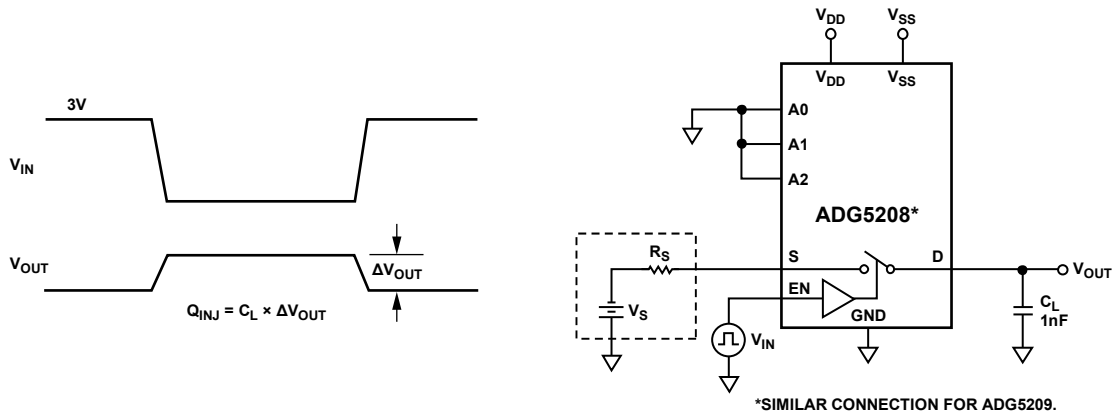 3V
V_IN
V_OUT
ΔV_OUT
Q_INJ = C_L × ΔV_OUT
V_DD
V_SS
V_DD
V_SS
A0
A1
A2
ADG5208*
R_S
S
D
V_OUT
EN
V_S
GND
C_L
1nF
V_IN
*SIMILAR CONNECTION FOR ADG5209.